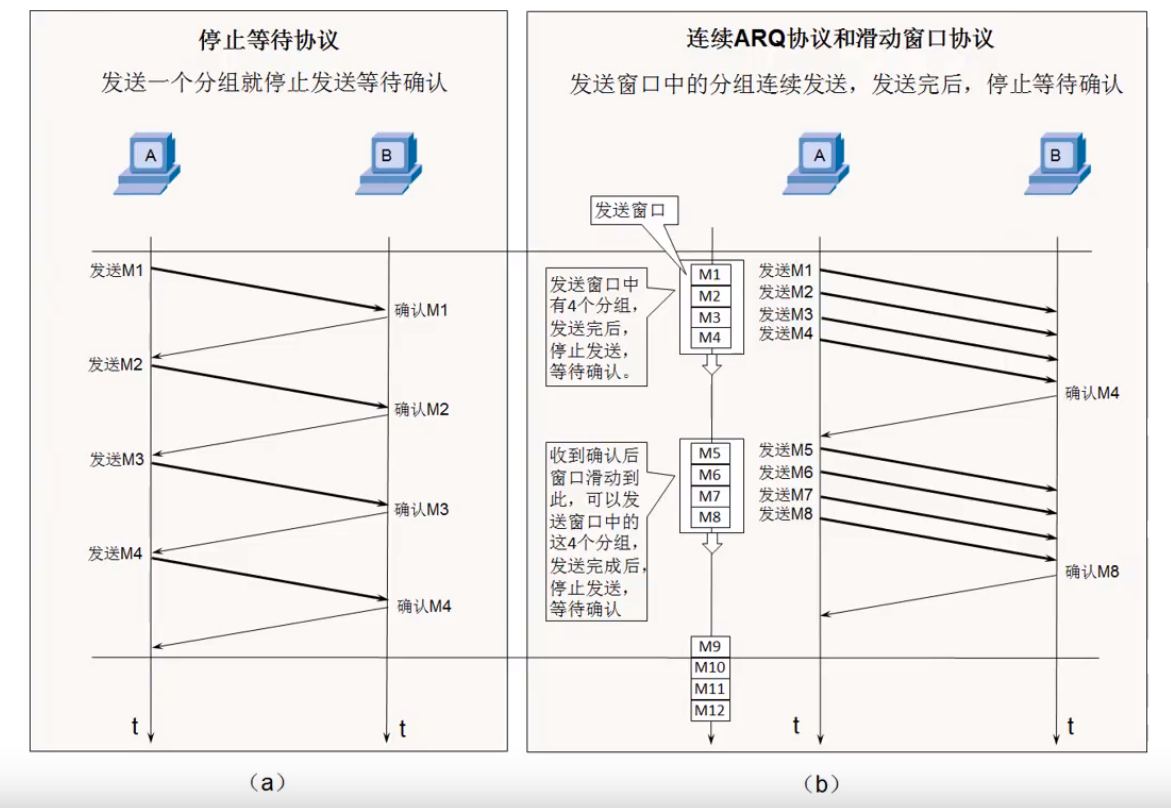 停止等待协议
发送一个分组就停止发送等待确认
A
B
发送M1
确认M1
发送M2
确认M2
发送M3
确认M3
发送M4
确认M4
t
t
（a）
连续ARQ协议和滑动窗口协议
发送窗口中的分组连续发送，发送完后，停止等待确认
A
B
发送窗口
发送窗口中
有4个分组，
发送完后，
停止发送，
等待确认。
M1
M2
M3
M4
发送M1
发送M2
发送M3
发送M4
确认M4
收到确认后
窗口滑动到
此，可以发
送窗口中的
这4个分组，
发送完成后，
停止发送，
等待确认
M5
M6
M7
M8
发送M5
发送M6
发送M7
发送M8
确认M8
M9
M10
M11
M12
t
t
（b）